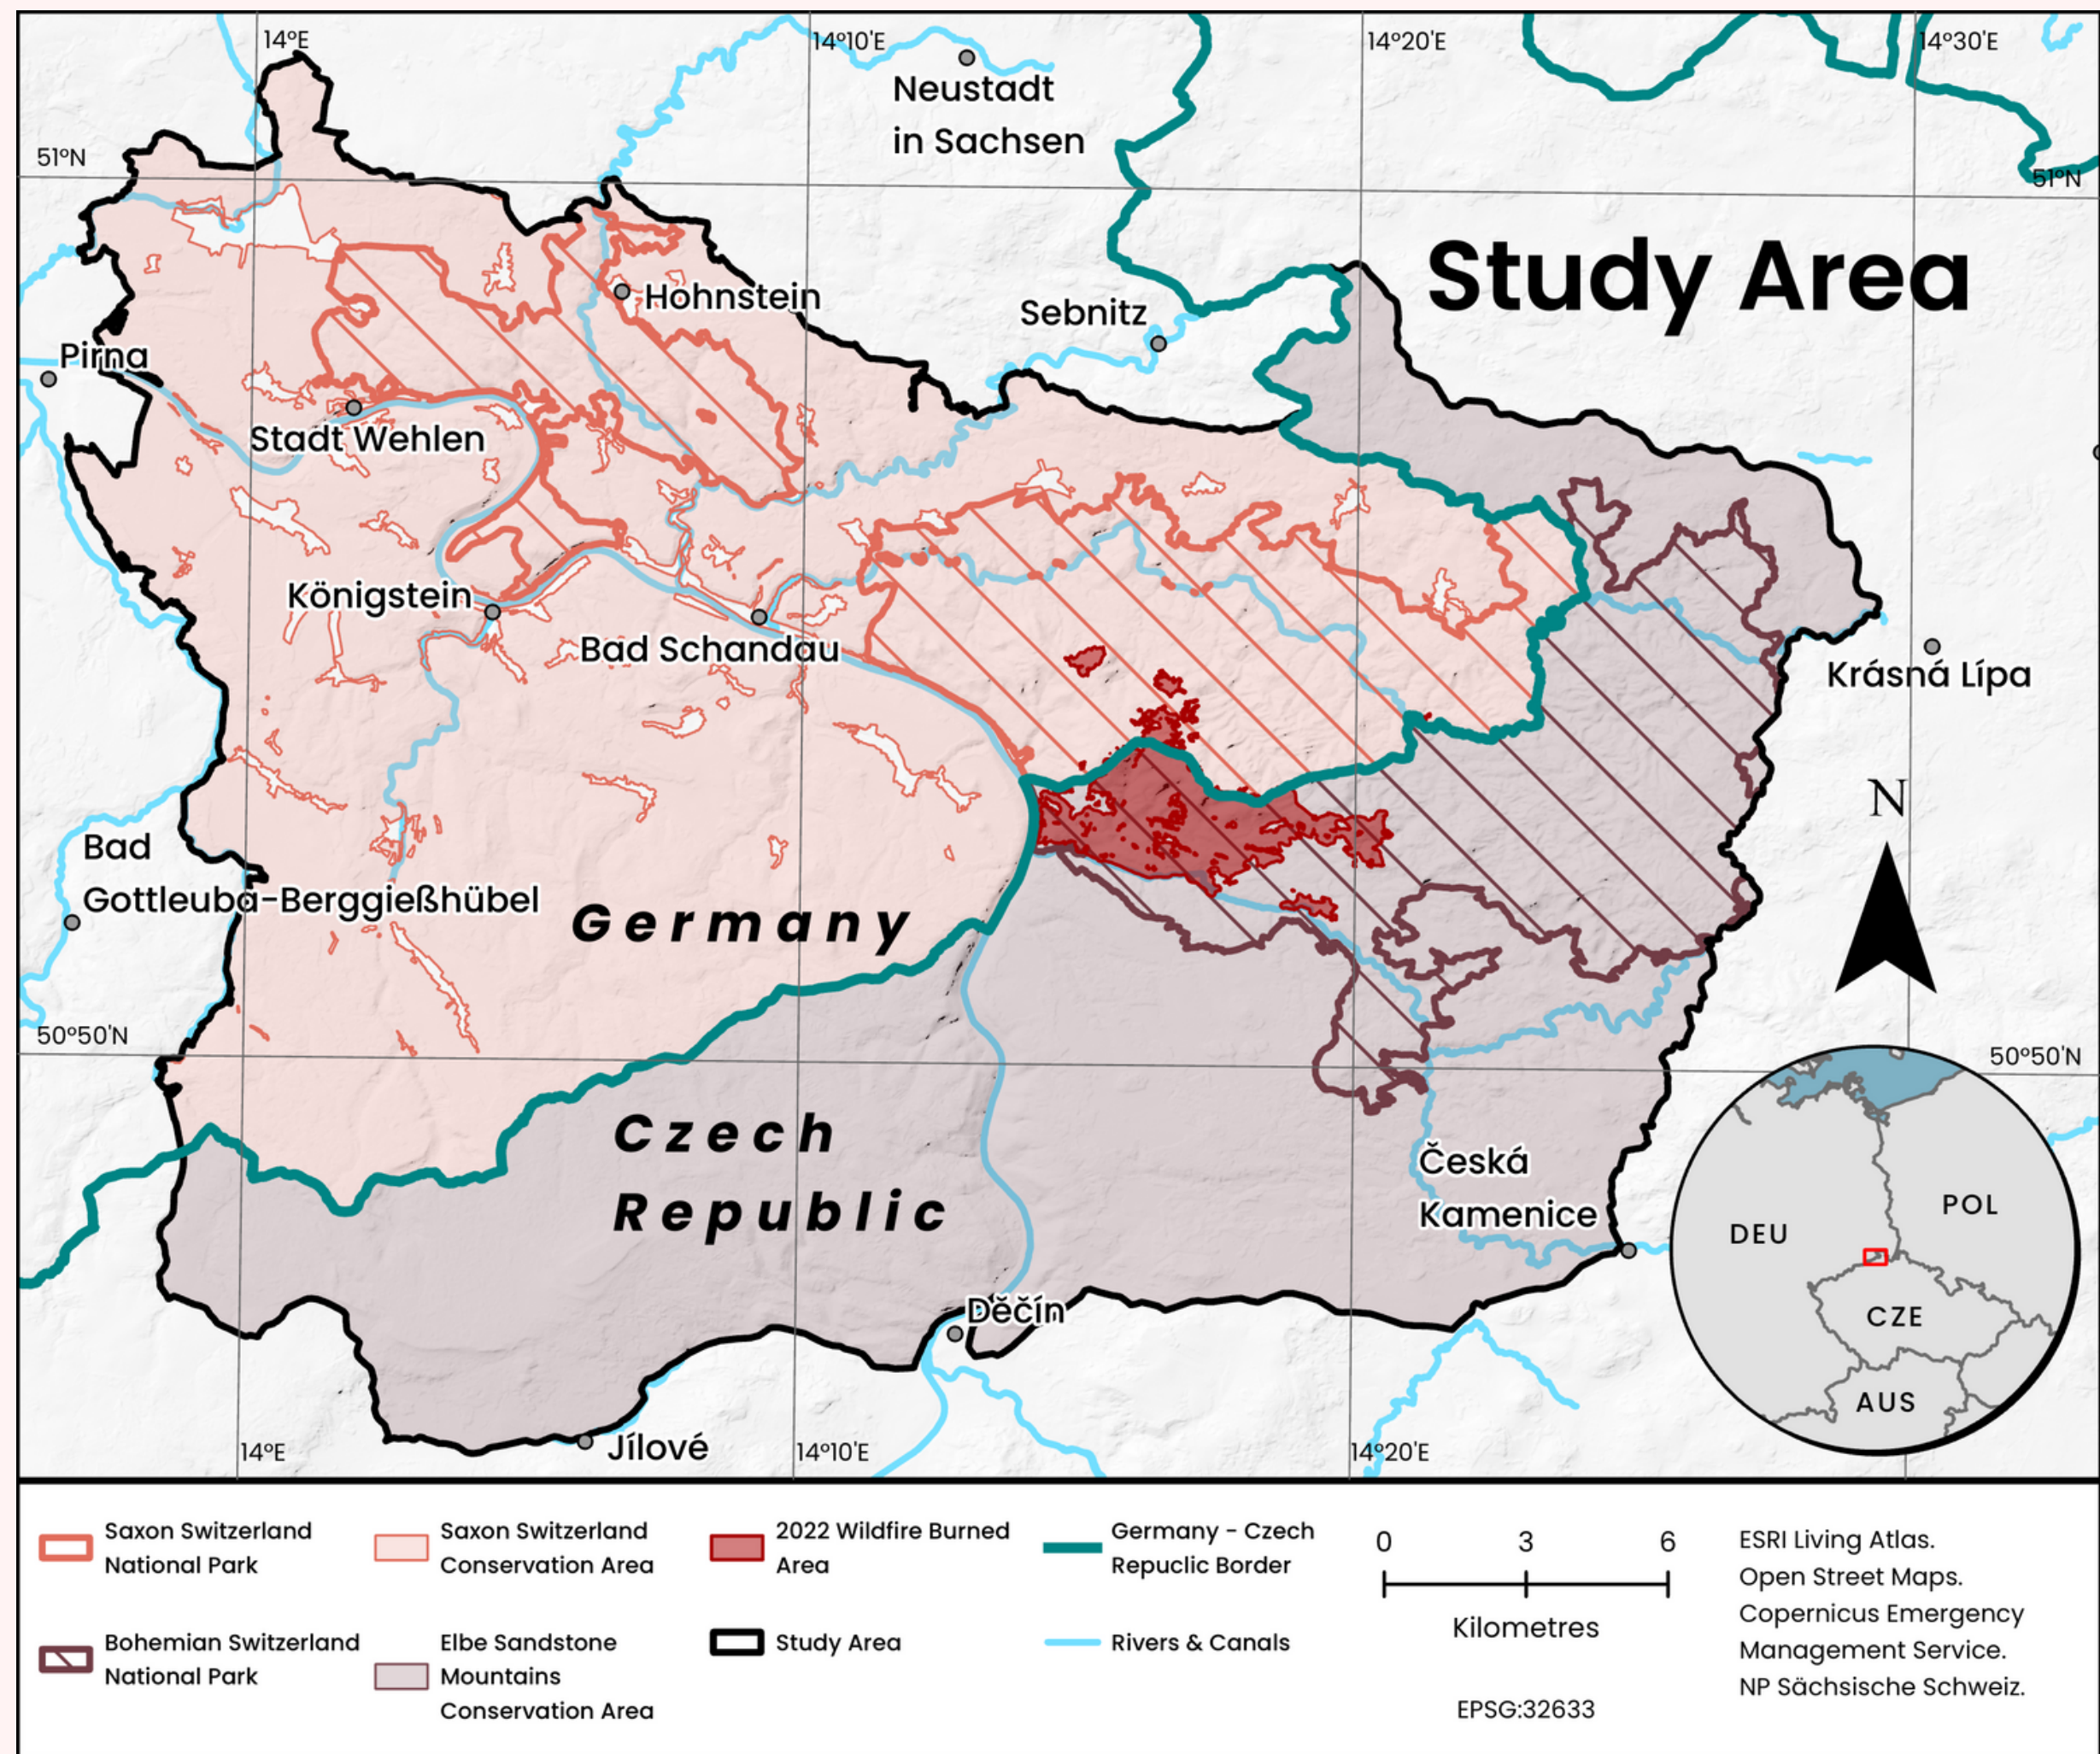 14°E
14°10'E
14°20'E
14°30'E
Neustadt
in Sachsen
51°N
51°N
Study Area
Hohnstein
Sebnitz
Pirna
Stadt Wehlen
Königstein
Bad Schandau
Krásná Lípa
N
Bad
Gottleuba-Berggießhübel
Germany
50°50'N
50°50'N
Czech
Republic
Česká
Kamenice
DEU
POL
CZE
AUS
Děčín
Jílové
14°E
14°10'E
14°20'E
Saxon Switzerland
National Park
Saxon Switzerland
Conservation Area
2022 Wildfire Burned
Area
Germany - Czech
Repuclic Border
Bohemian Switzerland
National Park
Elbe Sandstone
Mountains
Conservation Area
Study Area
Rivers & Canals
0 3 6
Kilometres
EPSG:32633
ESRI Living Atlas.
Open Street Maps.
Copernicus Emergency
Management Service.
NP Sächsische Schweiz.